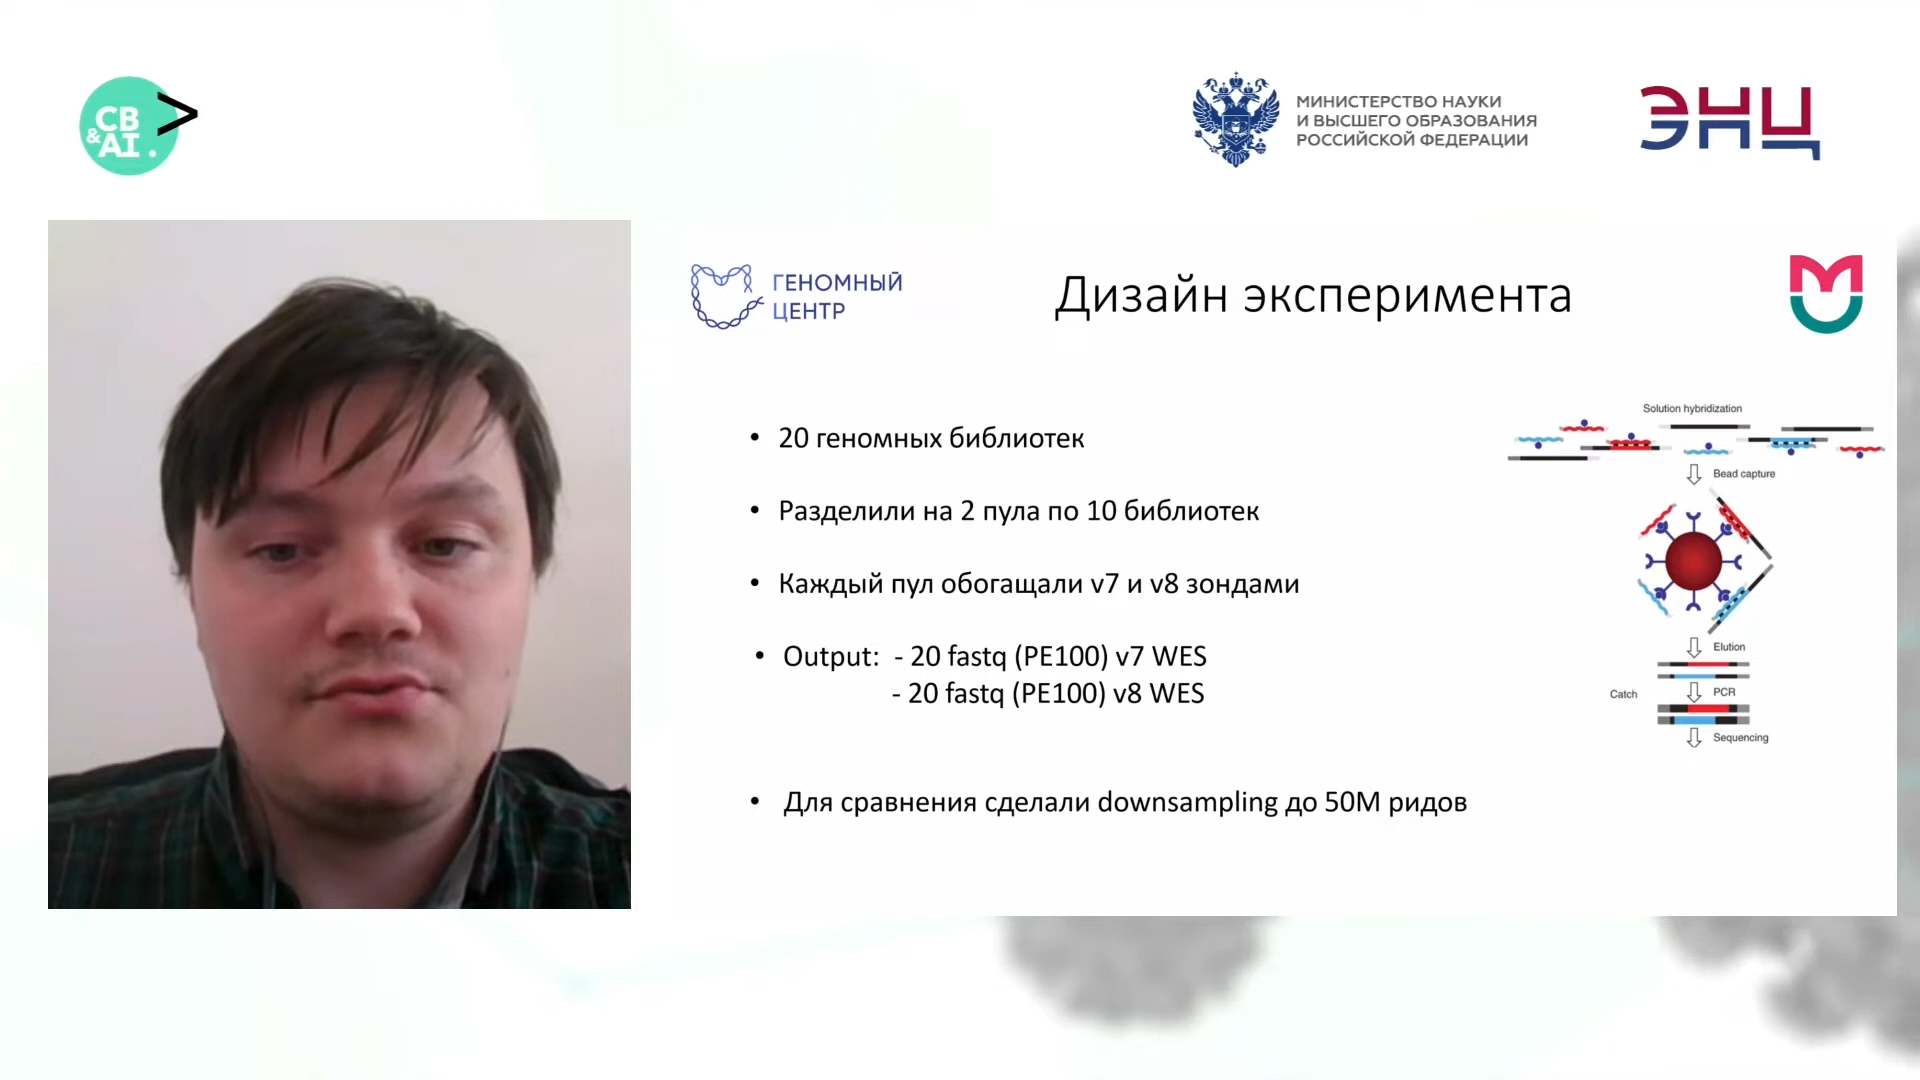 CB
&AI.
>
МИНИСТЕРСТВО НАУКИ
И ВЫСШЕГО ОБРАЗОВАНИЯ
РОССИЙСКОЙ ФЕДЕРАЦИИ
ЭНЦ
ГЕНОМНЫЙ
ЦЕНТР
Дизайн эксперимента
• 20 геномных библиотек
• Разделили на 2 пула по 10 библиотек
• Каждый пул обогащали v7 и v8 зондами
• Output: - 20 fastq (PE100) v7 WES
- 20 fastq (PE100) v8 WES
• Для сравнения сделали downsampling до 50M ридов
Solution hybridization
Bead capture
Elution
Catch
PCR
Sequencing